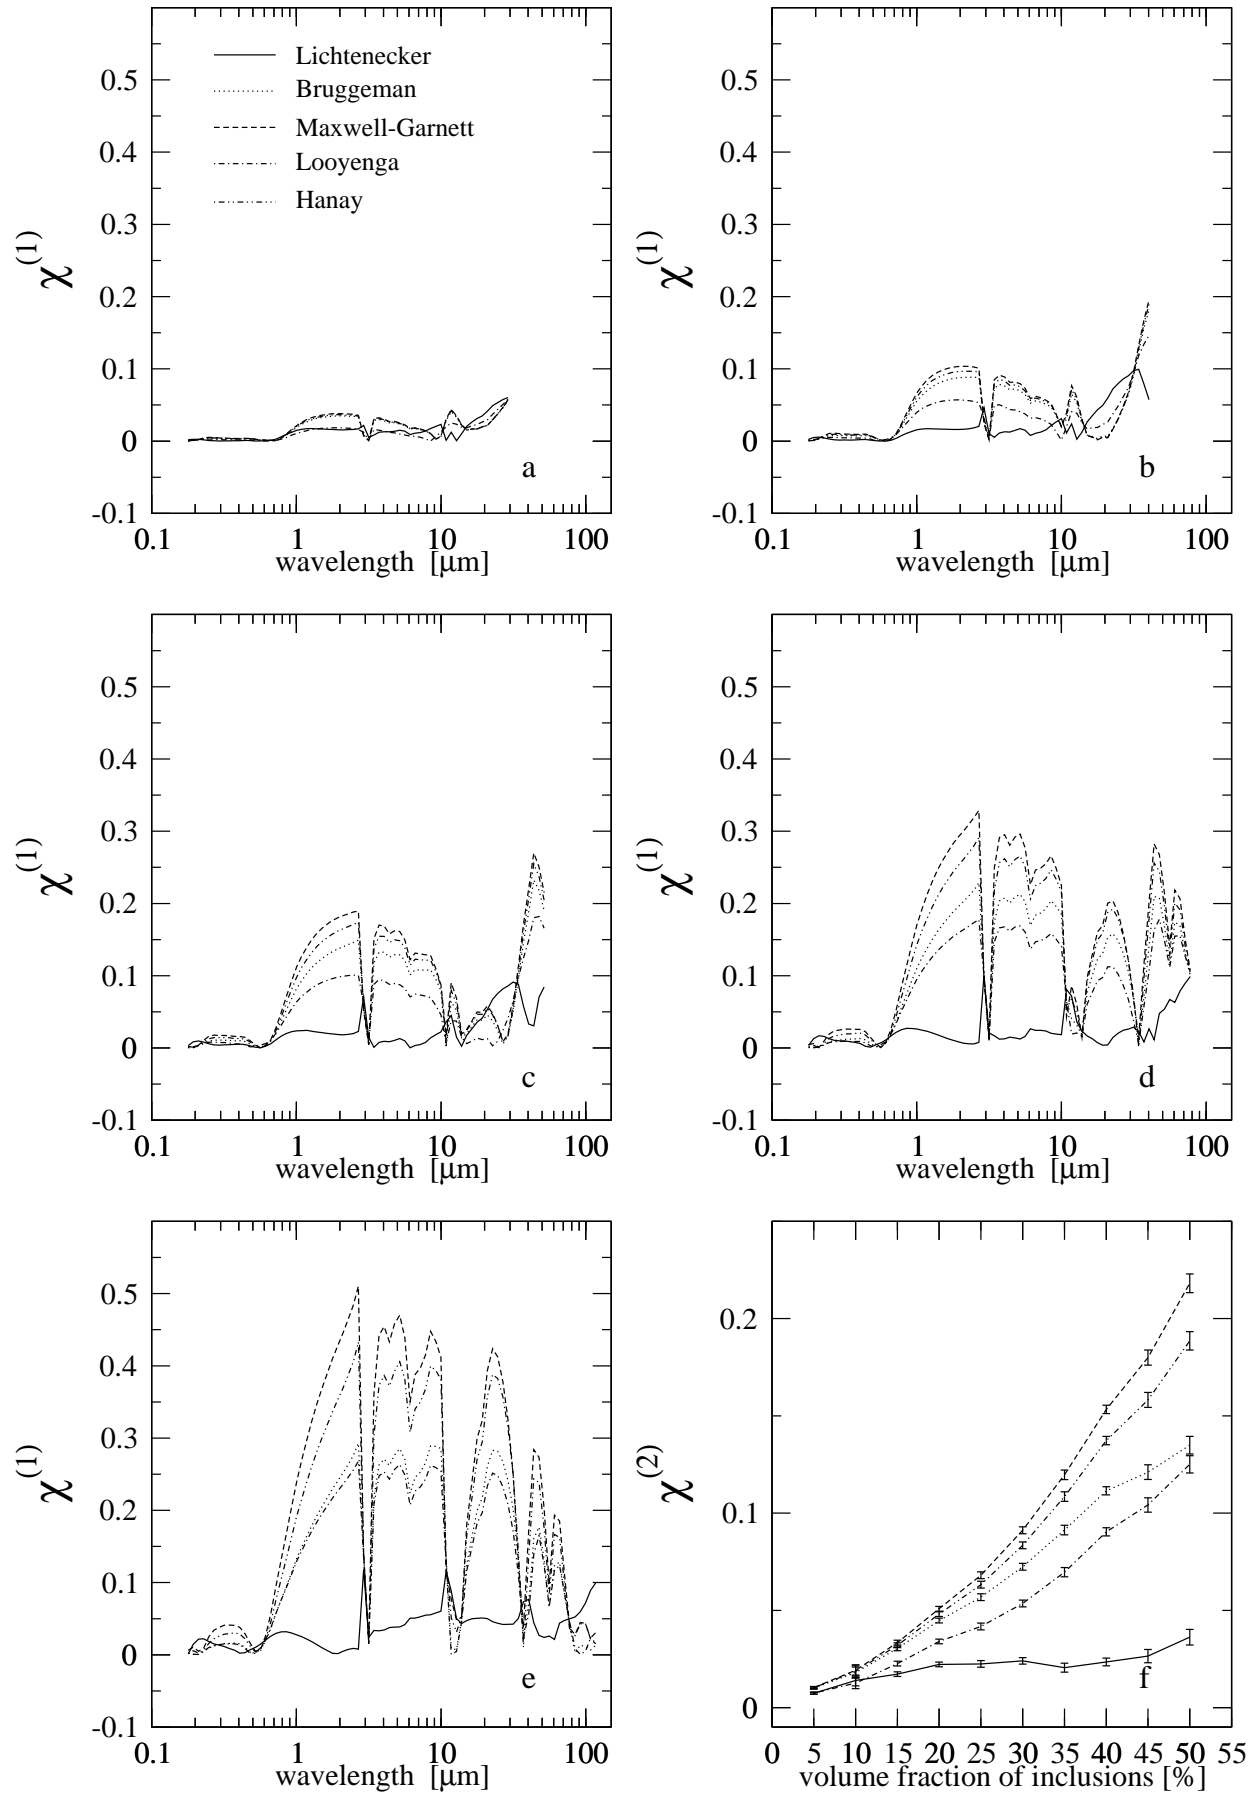 0.5
0.4
0.3
0.2
0.1
0
-0.1
χ(1)
Lichtenecker
Bruggeman
Maxwell-Garnett
Looyenga
Hanay
a
0.1 1 10 100
wavelength [μm]
0.5
0.4
0.3
0.2
0.1
0
-0.1
χ(1)
b
0.1 1 10 100
wavelength [μm]
0.5
0.4
0.3
0.2
0.1
0
-0.1
χ(1)
c
0.1 1 10 100
wavelength [μm]
0.5
0.4
0.3
0.2
0.1
0
-0.1
χ(1)
d
0.1 1 10 100
wavelength [μm]
0.5
0.4
0.3
0.2
0.1
0
-0.1
χ(1)
e
0.1 1 10 100
wavelength [μm]
0.2
0.1
0
χ(2)
f
0 5 10 15 20 25 30 35 40 45 50 55
volume fraction of inclusions [%]